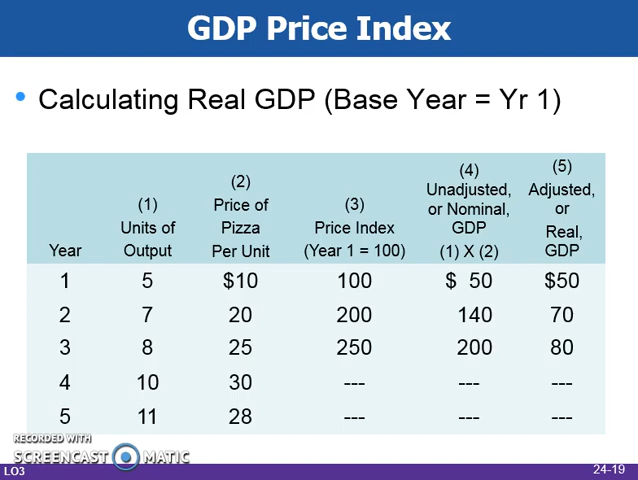 GDP Price Index
• Calculating Real GDP (Base Year = Yr 1)
Year
(1)
Units of
Output
(2)
Price of
Pizza
Per Unit
(3)
Price Index
(Year 1 = 100)
(4)
Unadjusted,
or Nominal,
GDP
(1) X (2)
(5)
Adjusted,
or
Real,
GDP
1 5 $10 100 $ 50 $50
2 7 20 200 140 70
3 8 25 250 200 80
4 10 30 --- --- ---
5 11 28 --- --- ---
RECORDED WITH
SCREENCAST MATIC
LO3
24-19